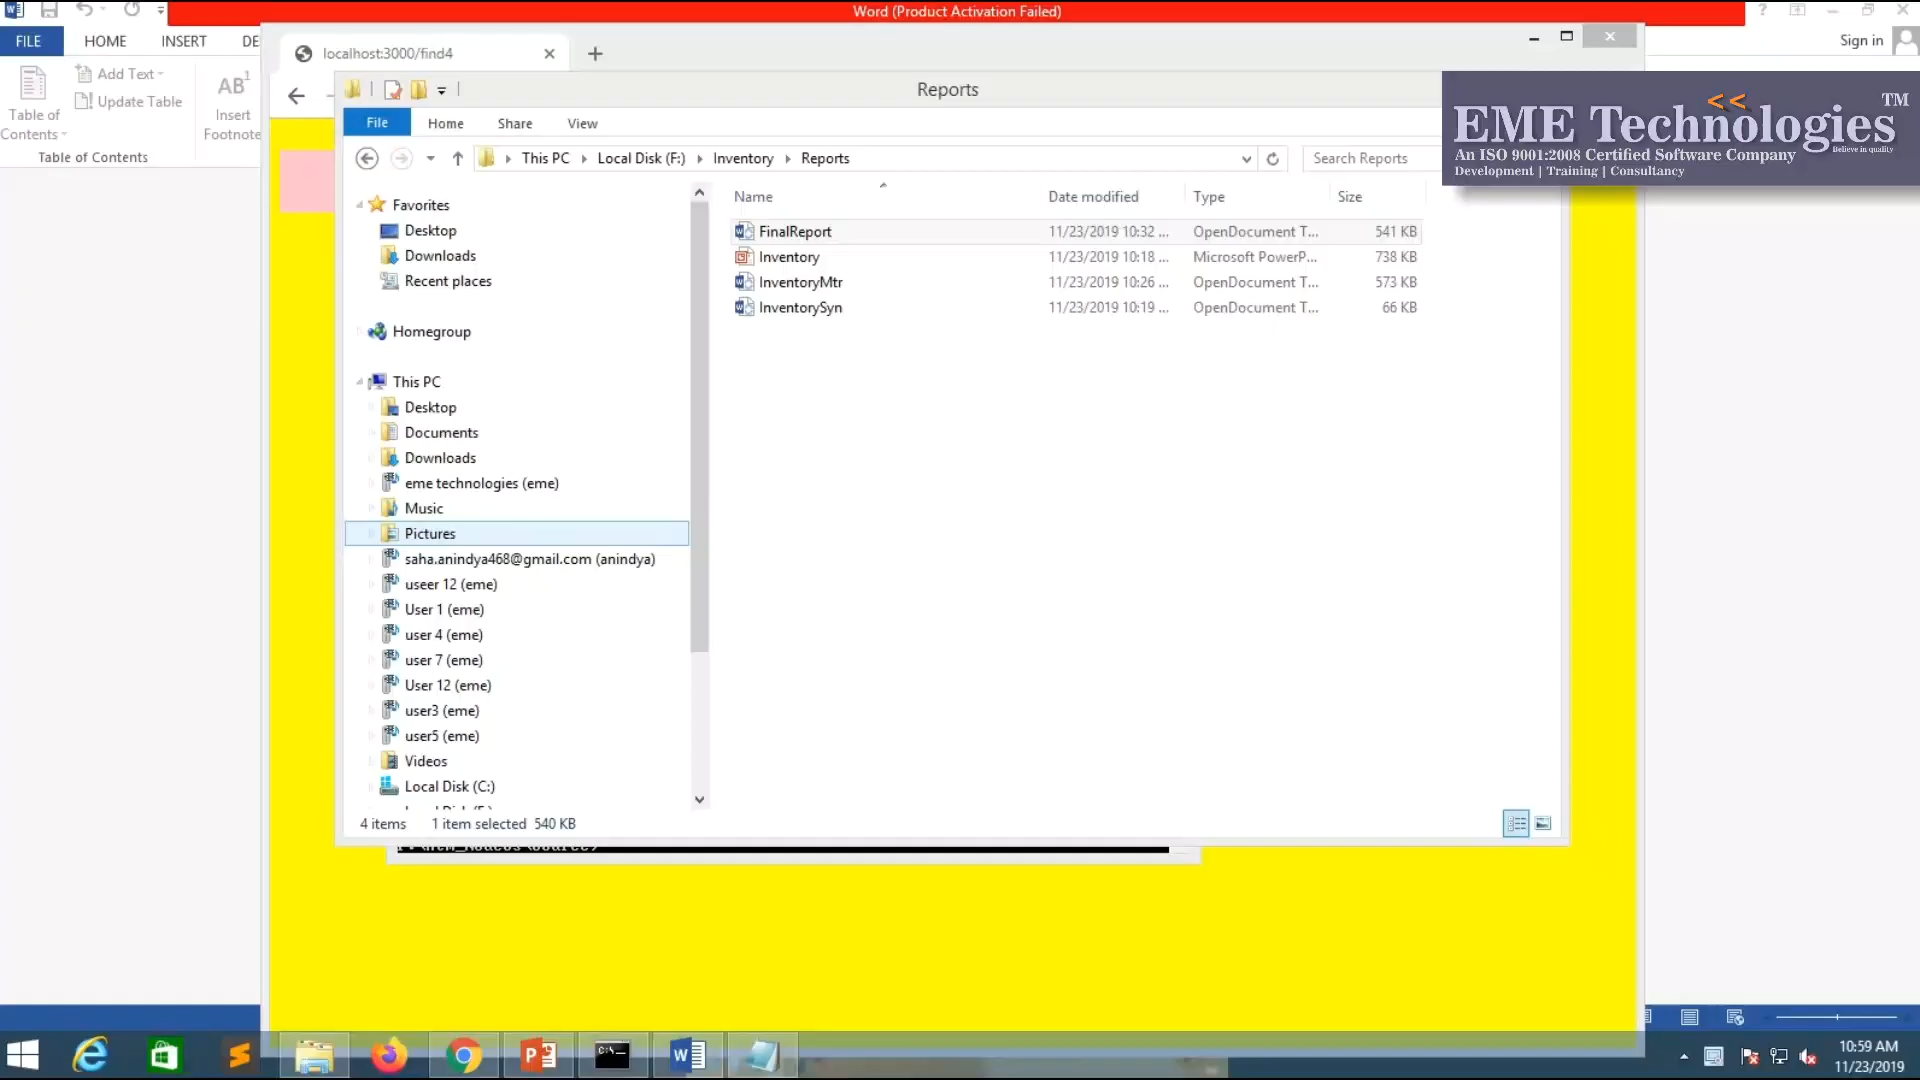 Word (Product Activation Failed)
FILE HOME INSERT DE
Sign in
Table of Contents
Add Text
Update Table
AB1
Insert Footnote
Table of Contents
localhost:3000/find4
Reports
File Home Share View
This PC Local Disk (F:) Inventory Reports
Search Reports
EME Technologies TM
Believe in quality
An ISO 9001:2008 Certified Software Company
Development | Training | Consultancy
Name Date modified Type Size
FinalReport 11/23/2019 10:32 ... OpenDocument T... 541 KB
Inventory 11/23/2019 10:18 ... Microsoft PowerP... 738 KB
InventoryMtr 11/23/2019 10:26 ... OpenDocument T... 573 KB
InventorySyn 11/23/2019 10:19 ... OpenDocument T... 66 KB
Favorites
Desktop
Downloads
Recent places
Homegroup
This PC
Desktop
Documents
Downloads
eme technologies (eme)
Music
Pictures
saha.anindya468@gmail.com (anindya)
useer 12 (eme)
User 1 (eme)
user 4 (eme)
user 7 (eme)
User 12 (eme)
user3 (eme)
user5 (eme)
Videos
Local Disk (C:)
4 items 1 item selected 540 KB
10:59 AM
11/23/2019